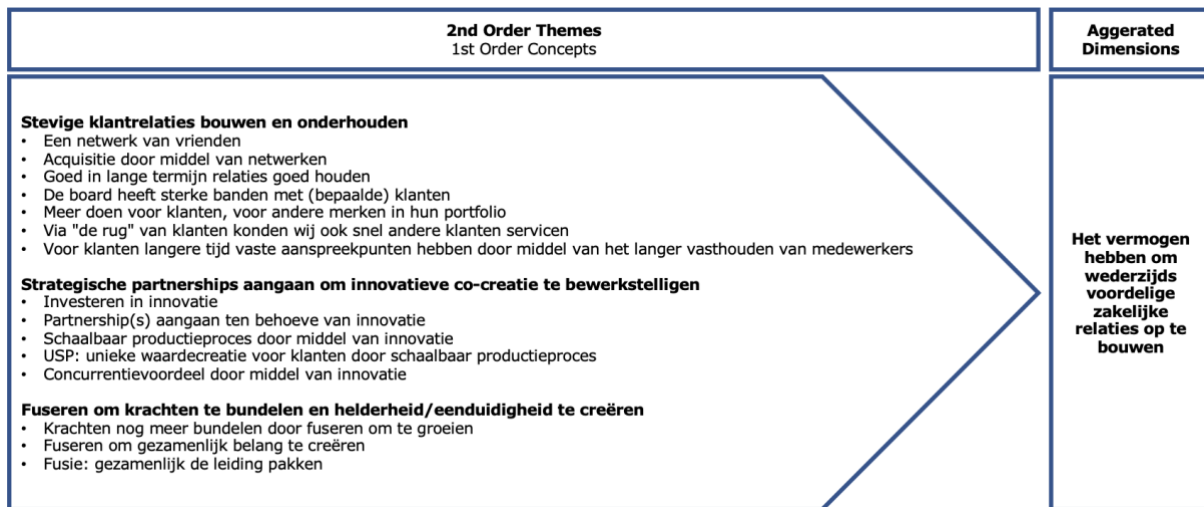 2nd Order Themes
1st Order Concepts
Aggerated
Dimensions
Stevige klantrelaties bouwen en onderhouden
• Een netwerk van vrienden
• Acquisitie door middel van netwerken
• Goed in lange termijn relaties goed houden
• De board heeft sterke banden met (bepaalde) klanten
• Meer doen voor klanten, voor andere merken in hun portfolio
• Via "de rug" van klanten konden wij ook snel andere klanten servicen
• Voor klanten langere tijd vaste aanspreekpunten hebben door middel van het langer vasthouden van medewerkers
Strategische partnerships aangaan om innovatieve co-creatie te bewerkstelligen
• Investeren in innovatie
• Partnership(s) aangaan ten behoeve van innovatie
• Schaalbaar productieproces door middel van innovatie
• USP: unieke waardecreatie voor klanten door schaalbaar productieproces
• Concurrentievoordeel door middel van innovatie
Fuseren om krachten te bundelen en helderheid/eenduidigheid te creëren
• Krachten nog meer bundelen door fuseren om te groeien
• Fuseren om gezamenlijk belang te creëren
• Fusie: gezamenlijk de leiding pakken
Het vermogen
hebben om
wederzijds
voordelige
zakelijke
relaties op te
bouwen